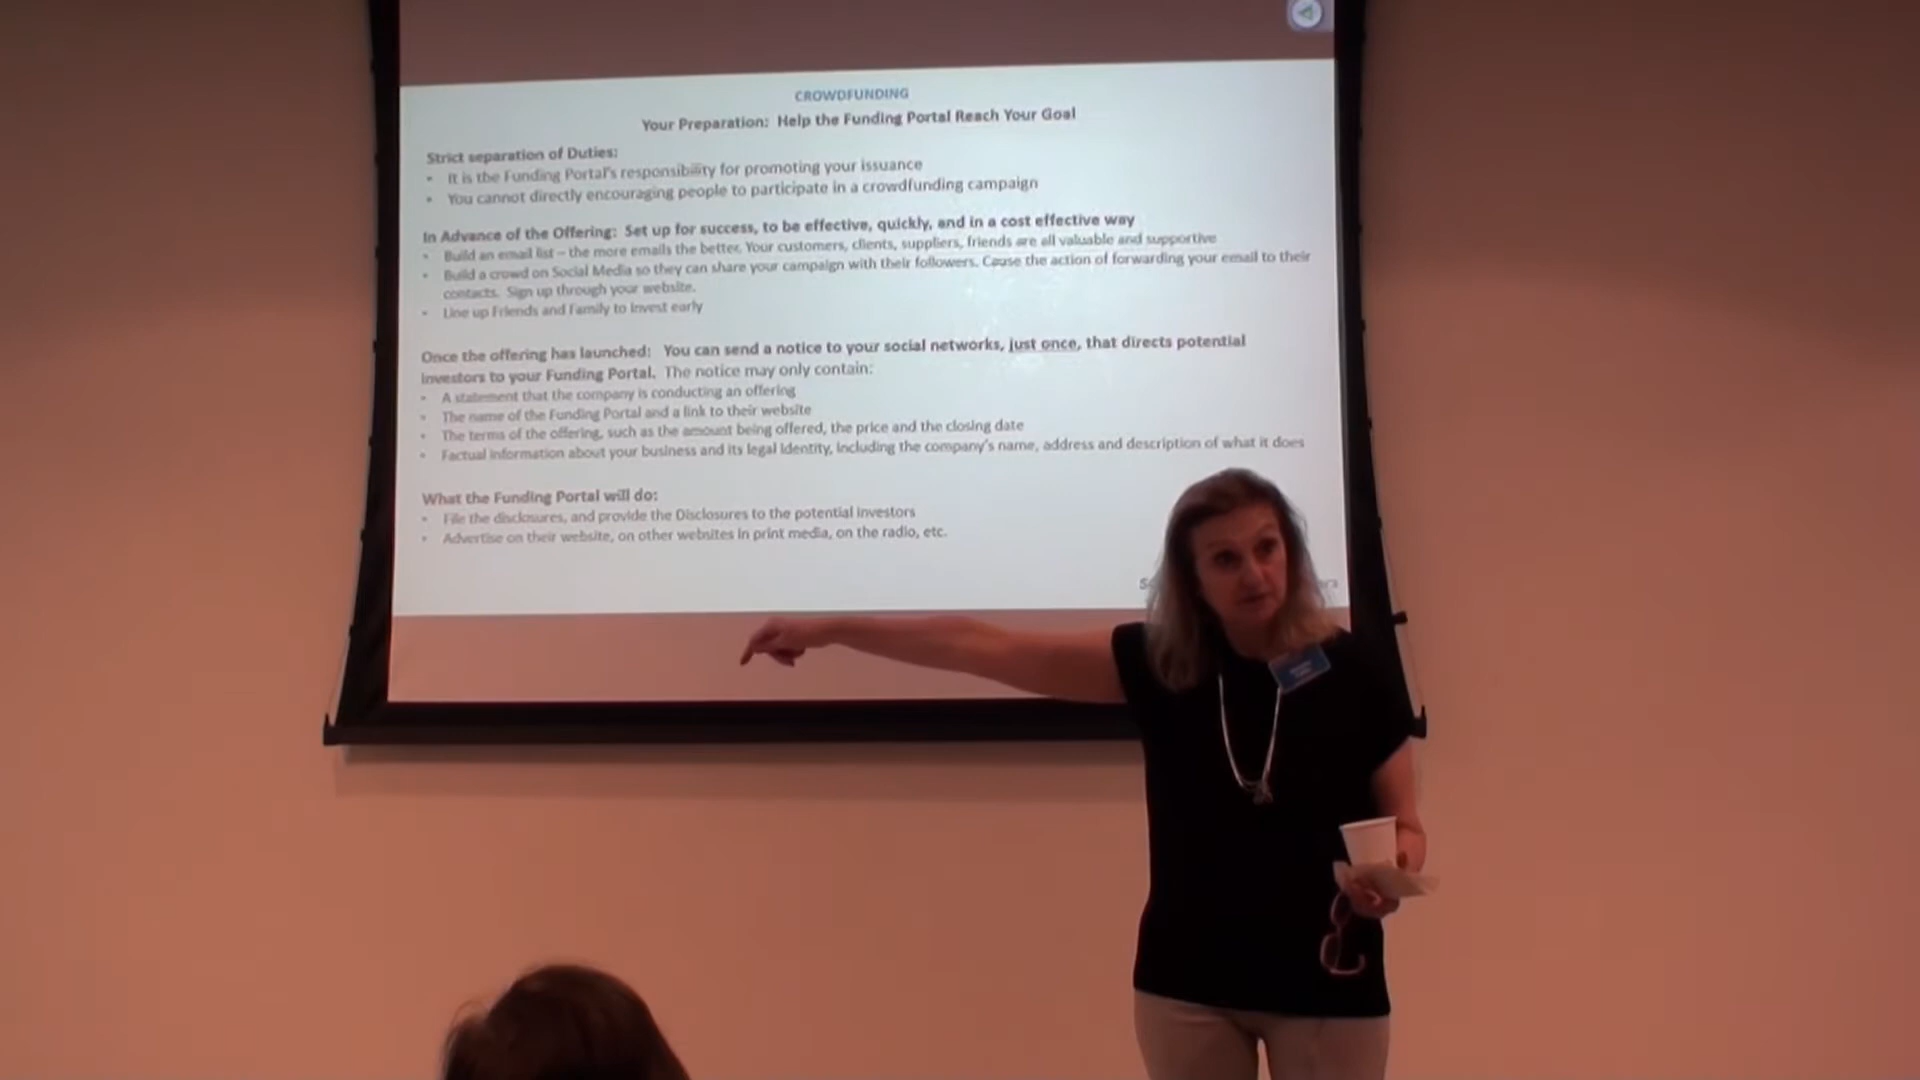 CROWDFUNDING
Your Preparation: Help the Funding Portal Reach Your Goal
Strict separation of Duties:
• It is the Funding Portal's responsibility for promoting your issuance
• You cannot directly encouraging people to participate in a crowdfunding campaign
In Advance of the Offering: Set up for success, to be effective, quickly, and in a cost effective way
• Build an email list – the more emails the better. Your customers, clients, suppliers, friends are all valuable and supportive
• Build a crowd on Social Media so they can share your campaign with their followers. Cause the action of forwarding your email to their
contacts. Sign up through your website.
• Line up Friends and Family to invest early
Once the offering has launched: You can send a notice to your social networks, just once, that directs potential
investors to your Funding Portal. The notice may only contain:
• A statement that the company is conducting an offering
• The name of the Funding Portal and a link to their website
• The terms of the offering, such as the amount being offered, the price and the closing date
• Factual information about your business and its legal identity, including the company's name, address and description of what it does
What the Funding Portal will do:
• File the disclosures, and provide the Disclosures to the potential investors
• Advertise on their website, on other websites in print media, on the radio, etc.